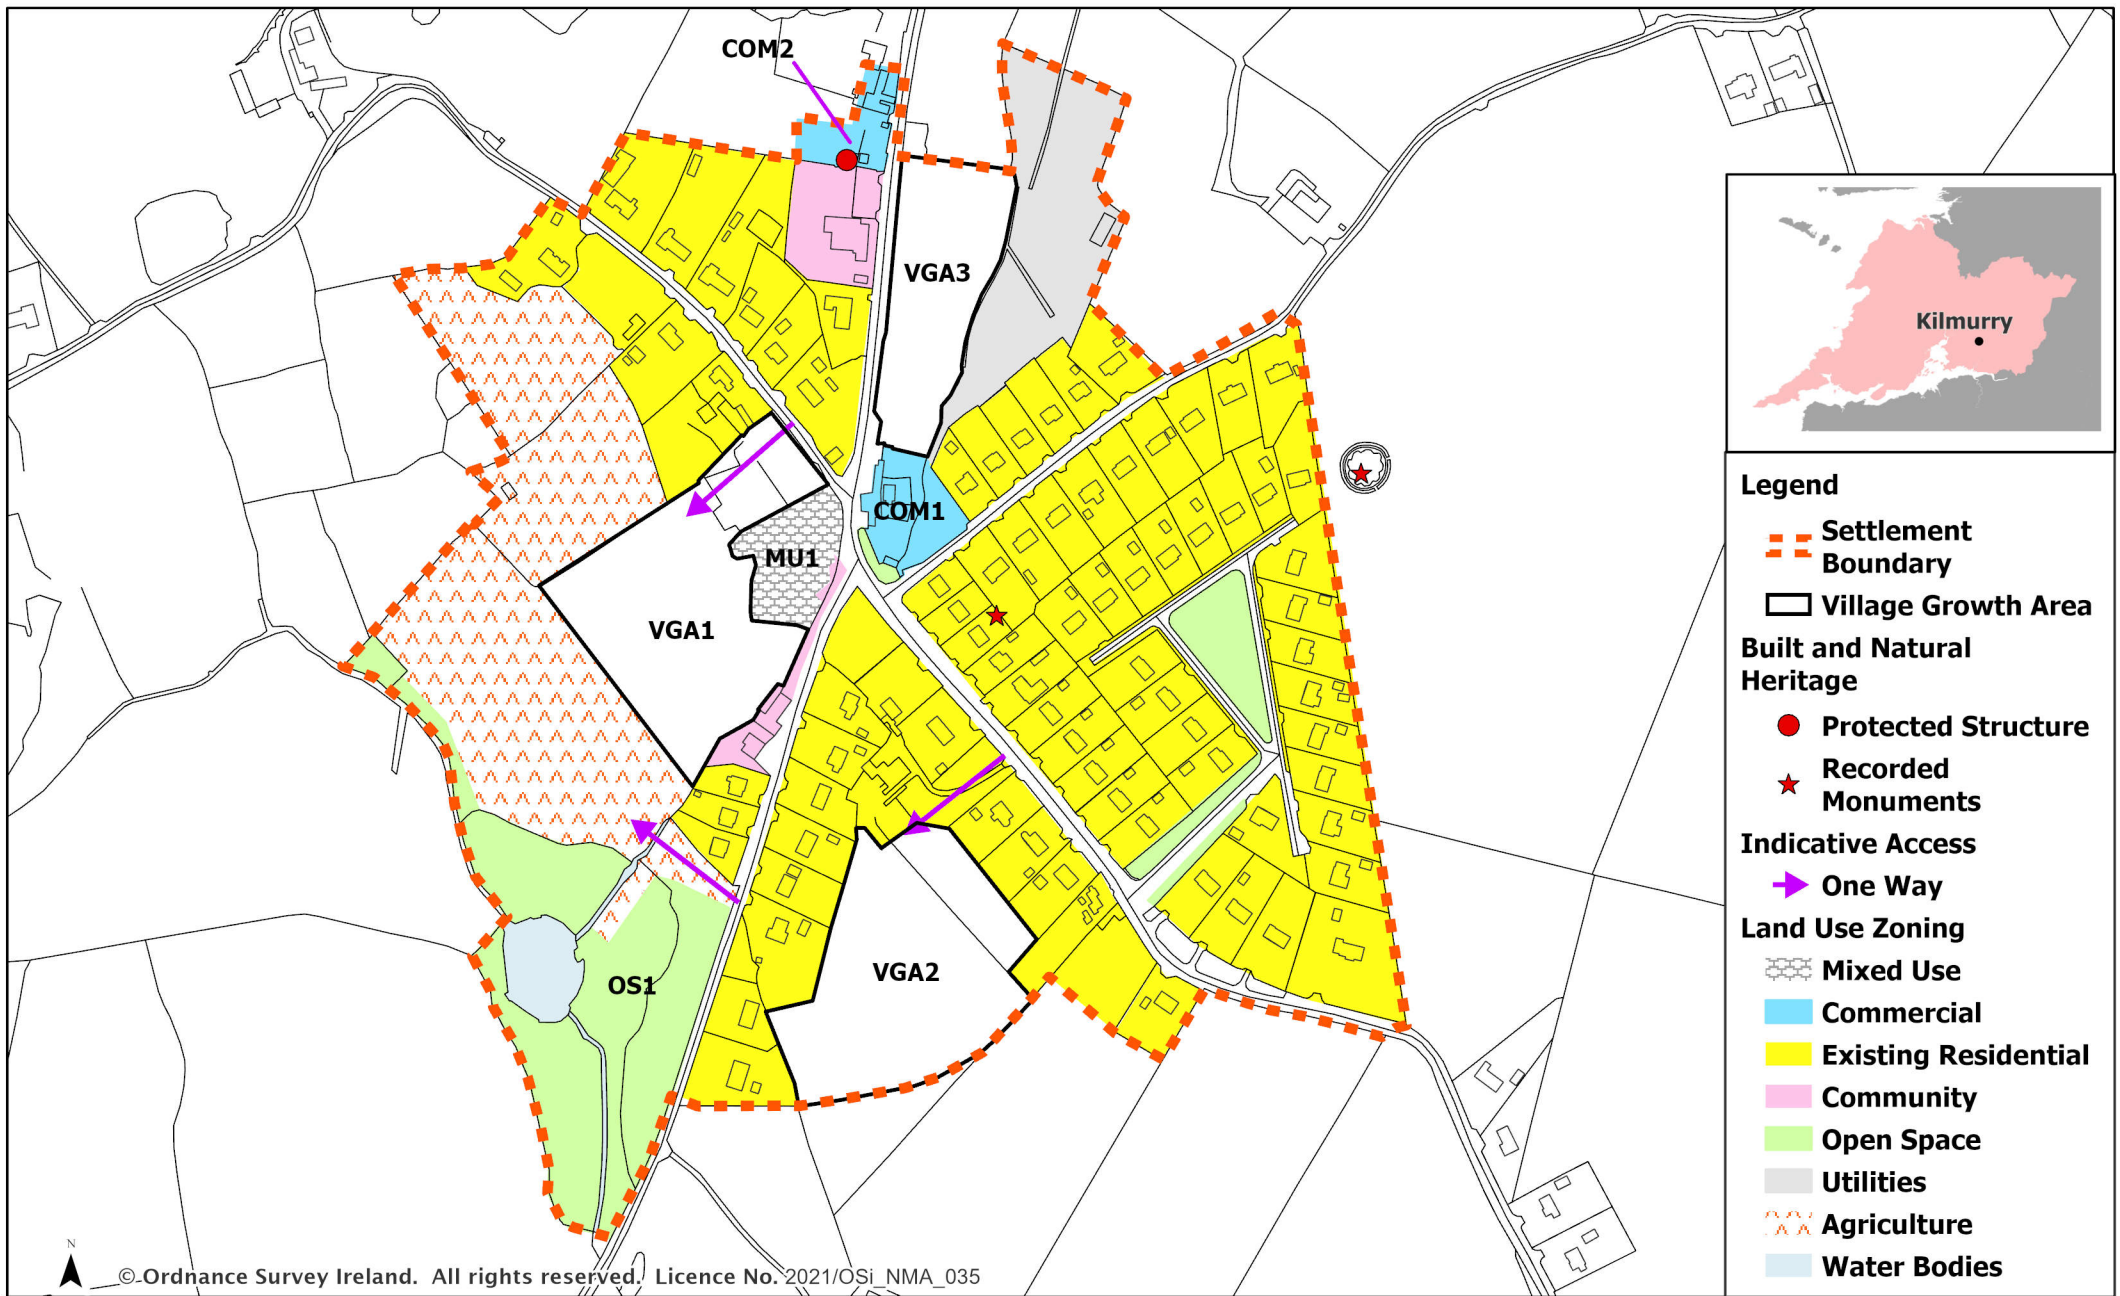 COM2
VGA3
COM1
MU1
VGA1
VGA2
OS1
Kilmurry
Legend
Settlement
Boundary
Village Growth Area
Built and Natural
Heritage
Protected Structure
Recorded
Monuments
Indicative Access
One Way
Land Use Zoning
Mixed Use
Commercial
Existing Residential
Community
Open Space
Utilities
Agriculture
Water Bodies
N
© Ordnance Survey Ireland. All rights reserved. Licence No. 2021/OSi_NMA_035